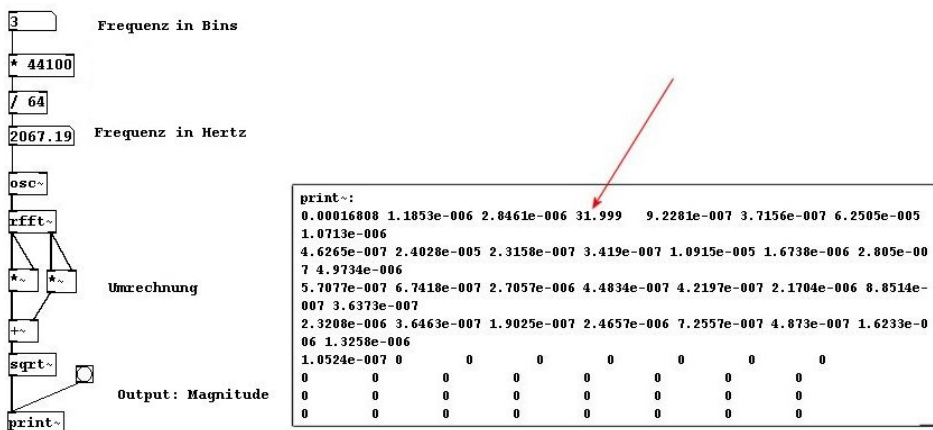 3
Frequenz in Bins
* 44100
/ 64
2067.19
Frequenz in Hertz
osc~
rfft~
*~ *~
Umrechnung
+~
sqrt~
Output: Magnitude
print~
print~:
0.00016808 1.1853e-006 2.8461e-006 31.999 9.2281e-007 3.7156e-007 6.2505e-005
1.0713e-006
4.6265e-007 2.4028e-005 2.3158e-007 3.419e-007 1.0915e-005 1.6738e-006 2.805e-00
7 4.9734e-006
5.7077e-007 6.7418e-007 2.7057e-006 4.4834e-007 4.2197e-007 2.1704e-006 8.8514e-
007 3.6373e-007
2.3208e-006 3.6463e-007 1.9025e-007 2.4657e-006 7.2557e-007 4.873e-007 1.6233e-0
06 1.3258e-006
1.0524e-007 0 0 0 0 0 0 0
0 0 0 0 0 0 0 0
0 0 0 0 0 0 0 0
0 0 0 0 0 0 0 0